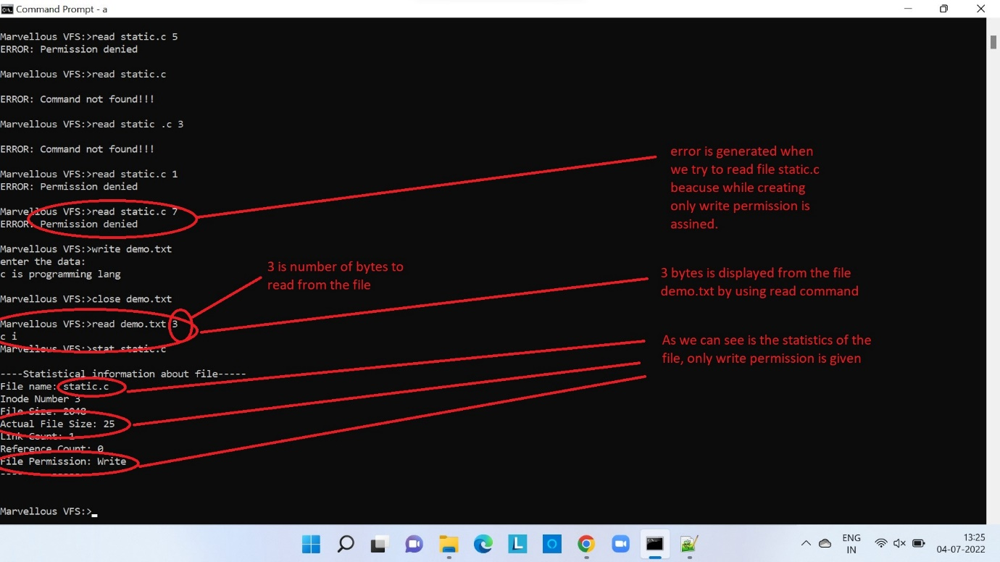 Command Prompt - a
Marvellous VFS:>read static.c 5
ERROR: Permission denied
Marvellous VFS:>read static.c
ERROR: Command not found!!!
Marvellous VFS:>read static .c 3
ERROR: Command not found!!!
Marvellous VFS:>read static.c 1
ERROR: Permission denied
Marvellous VFS:>read static.c 7
ERROR: Permission denied
Marvellous VFS:>write demo.txt
enter the data:
c is programming lang
Marvellous VFS:>close demo.txt
Marvellous VFS:>read demo.txt 3
c i
Marvellous VFS:>stat static.c
----Statistical information about file-----
File name: static.c
Inode Number 3
File Size: 2048
Actual File Size: 25
Link Count: 1
Reference Count: 0
File Permission: Write
Marvellous VFS:>
error is generated when
we try to read file static.c
beacuse while creating
only write permission is
assined.
3 is number of bytes to
read from the file
3 bytes is displayed from the file
demo.txt by using read command
As we can see is the statistics of the
file, only write permission is given
L
ENG
IN
13:25
04-07-2022